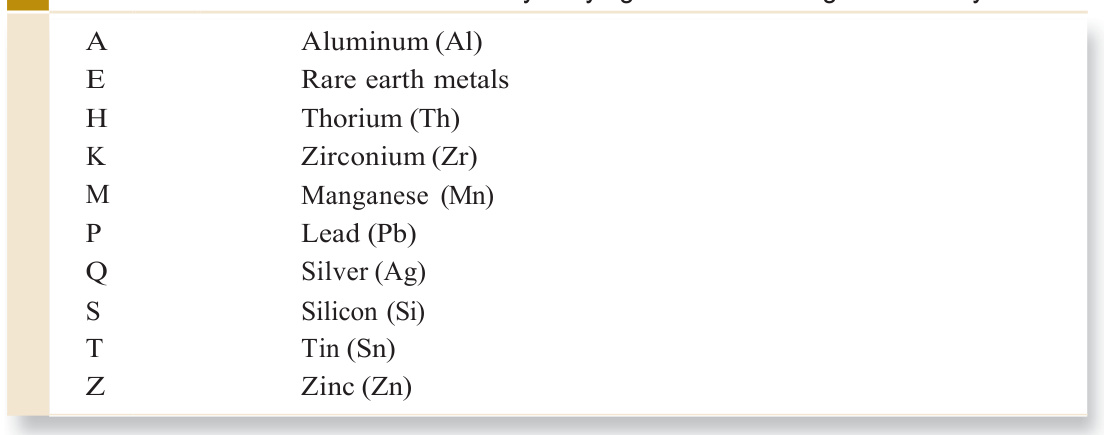 A Aluminum (Al)
E Rare earth metals
H Thorium (Th)
K Zirconium (Zr)
M Manganese (Mn)
P Lead (Pb)
Q Silver (Ag)
S Silicon (Si)
T Tin (Sn)
Z Zinc (Zn)